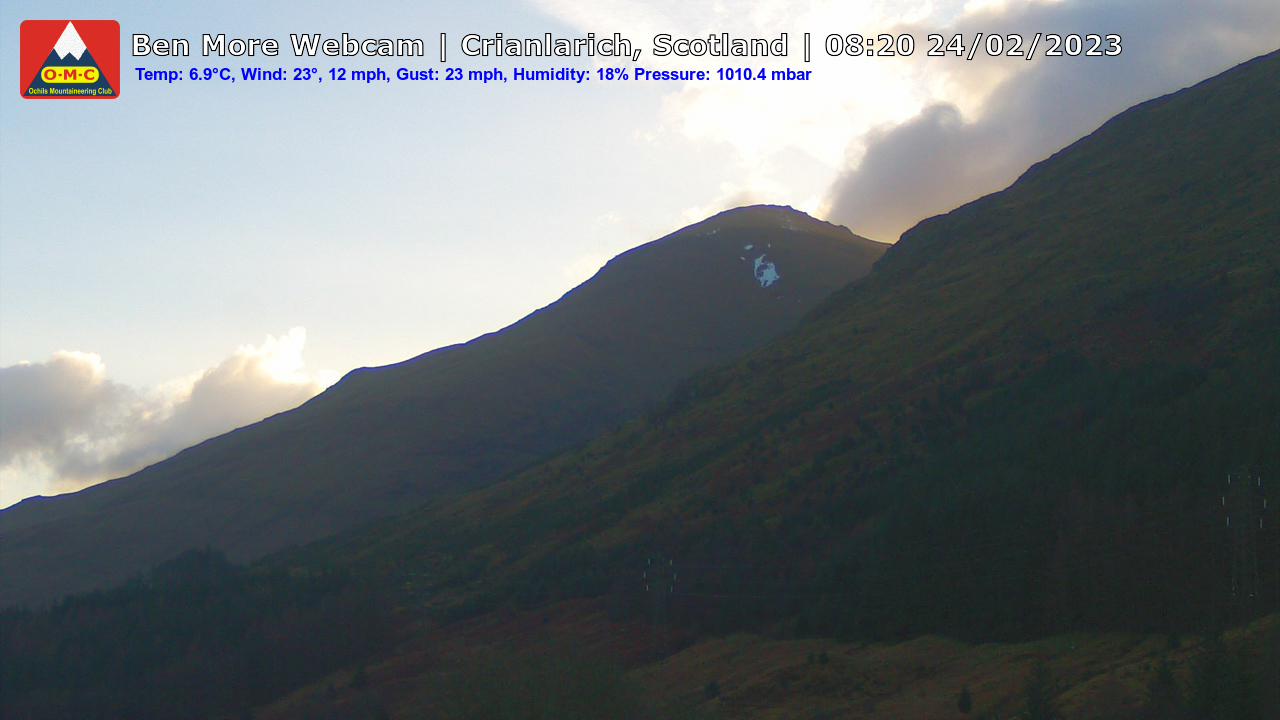 Ben More Webcam | Crianlarich, Scotland | 08:20 24/02/2023
Temp: 6.9°C, Wind: 23°, 12 mph, Gust: 23 mph, Humidity: 18% Pressure: 1010.4 mbar
O-M-C
Ochils Mountaineering Club